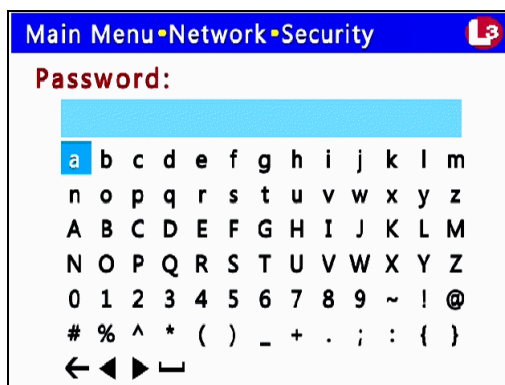 Main Menu•Network•Security L3
Password:
a b c d e f g h i j k l m
n o p q r s t u v w x y z
A B C D E F G H I J K L M
N O P Q R S T U V W X Y Z
0 1 2 3 4 5 6 7 8 9 ~ ! @
# % ^ * ( ) _ + . ; : { }
← ◀ ▶ ⎵